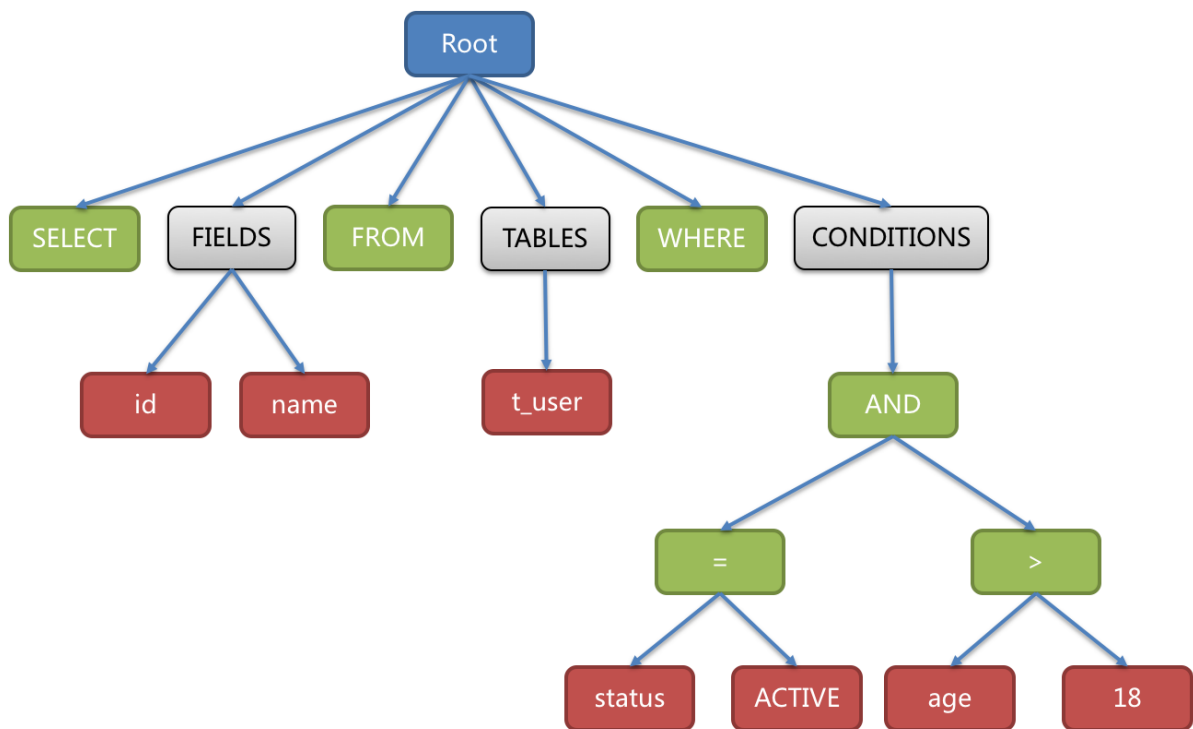 Root
SELECT FIELDS FROM TABLES WHERE CONDITIONS
id name t_user AND
= >
status ACTIVE age 18